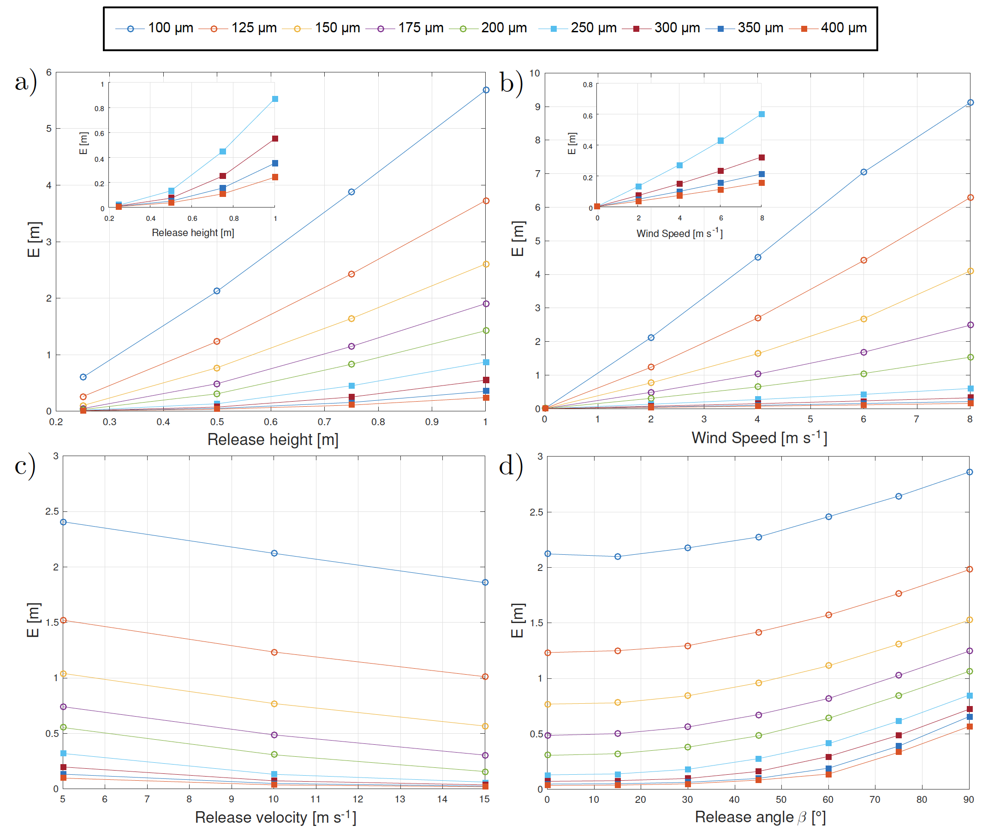 100 µm 125 µm 150 µm 175 µm 200 µm 250 µm 300 µm 350 µm 400 µm
a)
6
5
4
3
2
1
0
E [m]
0.2 0.3 0.4 0.5 0.6 0.7 0.8 0.9 1
Release height [m]
1
0.8
0.6
0.4
0.2
0
E [m]
0.2 0.4 0.6 0.8 1
Release height [m]
b)
10
9
8
7
6
5
4
3
2
1
0
E [m]
0 1 2 3 4 5 6 7 8
Wind Speed [m s-1]
0.8
0.6
0.4
0.2
0
E [m]
0 2 4 6 8
Wind Speed [m s-1]
c)
3
2.5
2
1.5
1
0.5
0
E [m]
5 6 7 8 9 10 11 12 13 14 15
Release velocity [m s-1]
d)
3
2.5
2
1.5
1
0.5
0
E [m]
0 10 20 30 40 50 60 70 80 90
Release angle β [°]